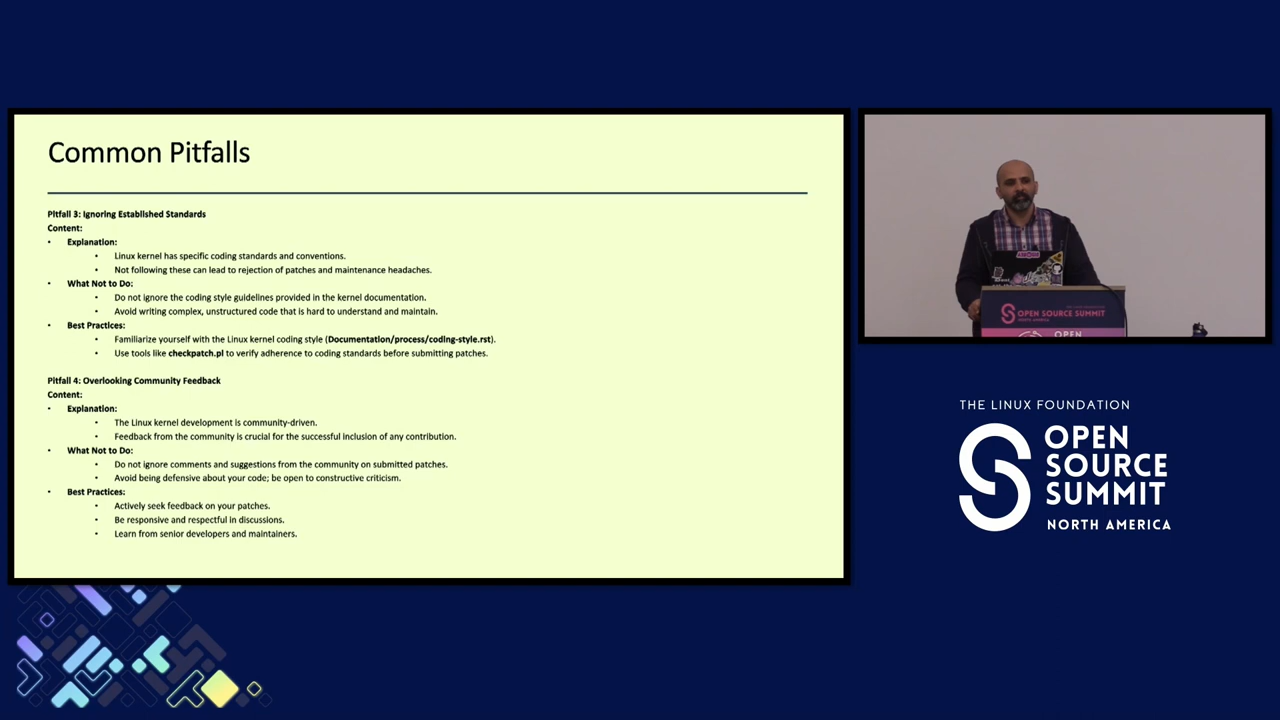 Common Pitfalls
Pitfall 3: Ignoring Established Standards
Content:
• Explanation:
• Linux kernel has specific coding standards and conventions.
• Not following these can lead to rejection of patches and maintenance headaches.
• What Not to Do:
• Do not ignore the coding style guidelines provided in the kernel documentation.
• Avoid writing complex, unstructured code that is hard to understand and maintain.
• Best Practices:
• Familiarize yourself with the Linux kernel coding style (Documentation/process/coding-style.rst).
• Use tools like checkpatch.pl to verify adherence to coding standards before submitting patches.
Pitfall 4: Overlooking Community Feedback
Content:
• Explanation:
• The Linux kernel development is community-driven.
• Feedback from the community is crucial for the successful inclusion of any contribution.
• What Not to Do:
• Do not ignore comments and suggestions from the community on submitted patches.
• Avoid being defensive about your code; be open to constructive criticism.
• Best Practices:
• Actively seek feedback on your patches.
• Be responsive and respectful in discussions.
• Learn from senior developers and maintainers.
OPEN SOURCE SUMMIT
NORTH AMERICA
OPEN
THE LINUX FOUNDATION
OPEN
SOURCE
SUMMIT
NORTH AMERICA